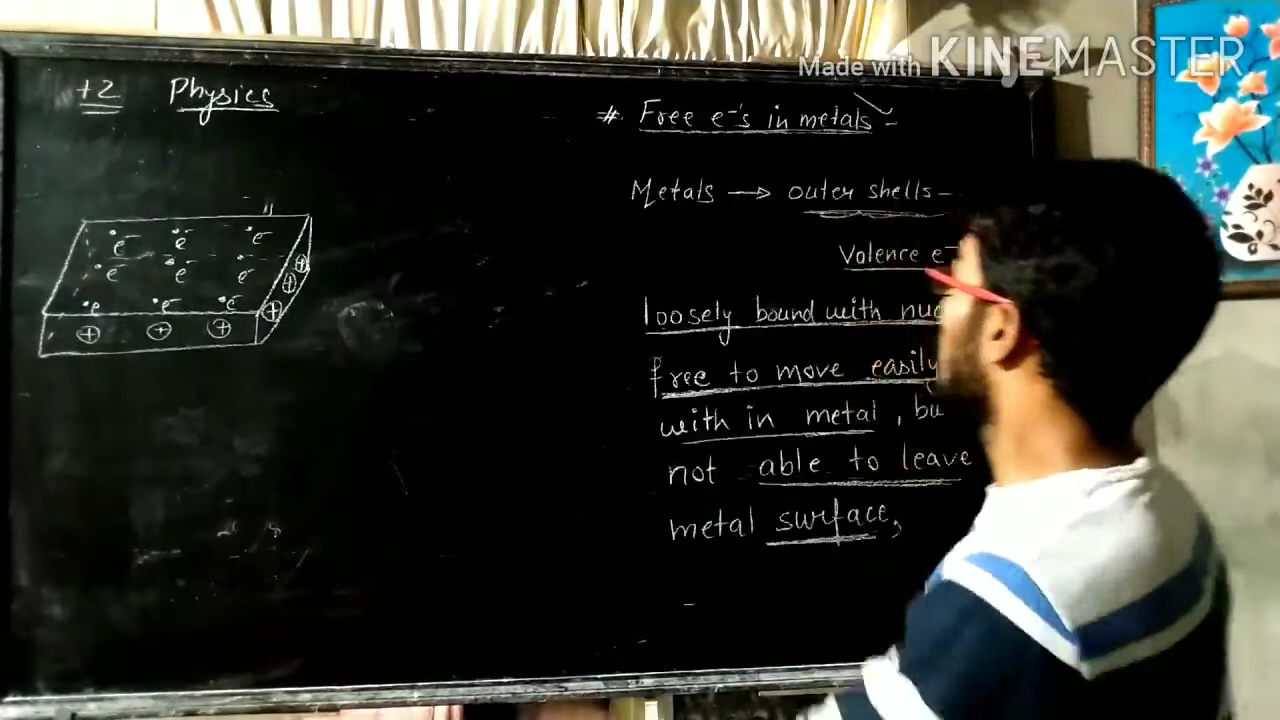 Made with KINEMASTER
+2 Physics
# Free e⁻'s in metals -
Metals → outer shells -
Valence e⁻
loosely bound with
free to move easily
with in metal, bu
not able to leave
metal surface,
e⁻ e⁻ e⁻
e⁻ e⁻ e⁻
e e⁻ e⁻
+ + + + + +